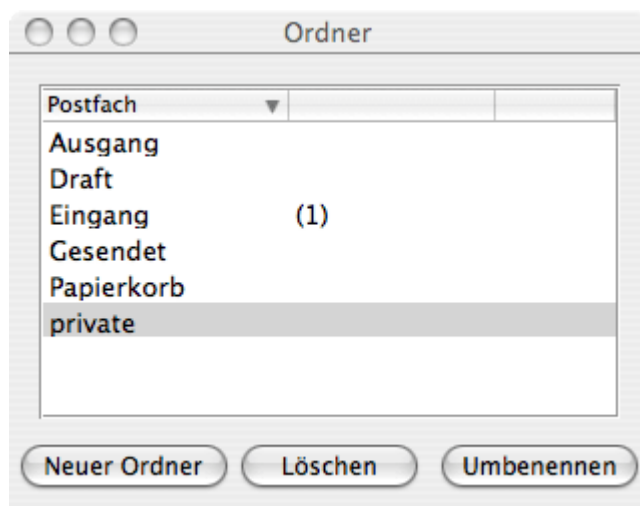 Ordner
Postfach
Ausgang
Draft
Eingang (1)
Gesendet
Papierkorb
private
Neuer Ordner Löschen Umbenennen